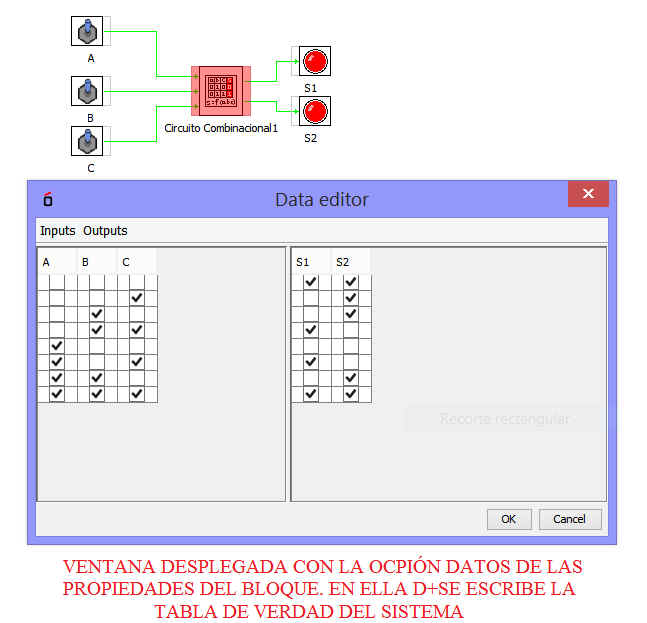 A
B
C
Circuito Combinacional1
S1
S2
Data editor
Inputs Outputs
A B C
S1 S2
Recorte rectangular
OK Cancel
VENTANA DESPLEGADA CON LA OCPIÓN DATOS DE LAS
PROPIEDADES DEL BLOQUE. EN ELLA D+SE ESCRIBE LA
TABLA DE VERDAD DEL SISTEMA